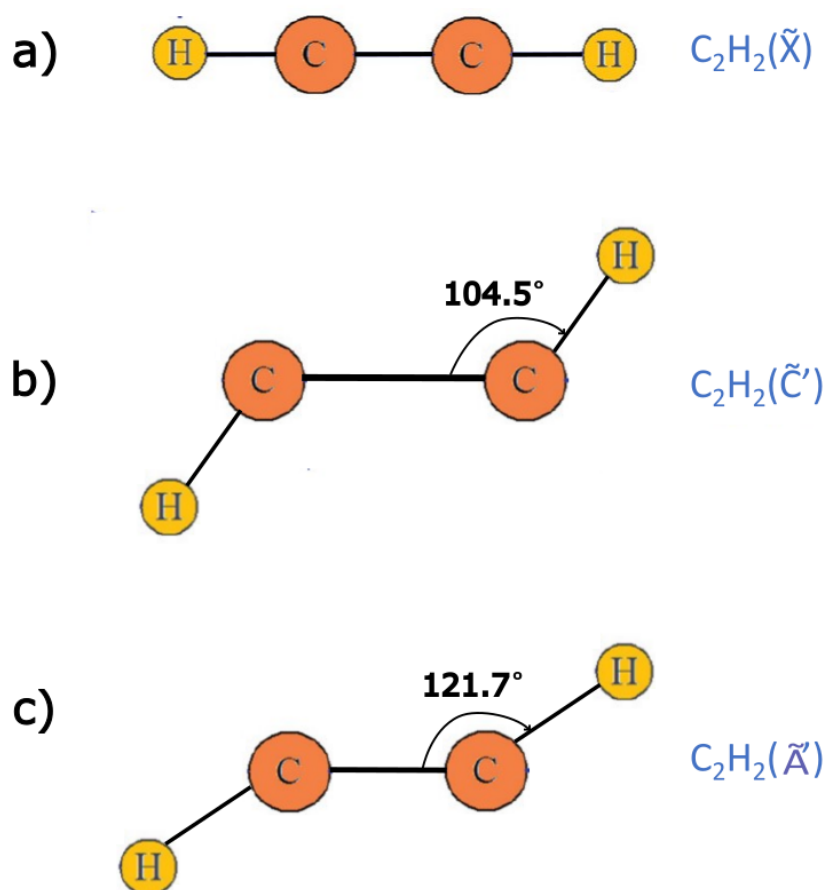 a) H C C H C₂H₂(X̃)
H
104.5°
b) C C C₂H₂(C̃')
H
H
121.7°
c) C C C₂H₂(Ã')
H